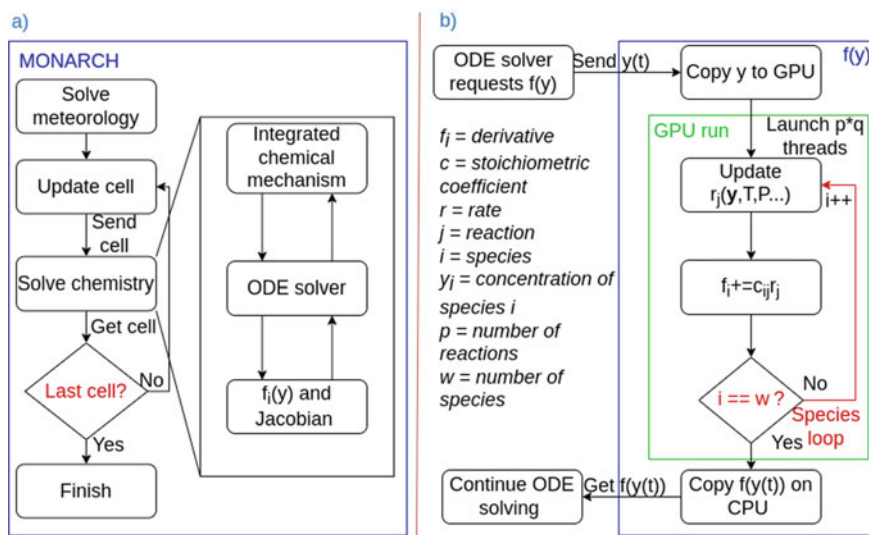 a)
MONARCH
Solve
meteorology
Update cell
Send
cell
Solve chemistry
Get cell
Last cell?
No
Yes
Finish
Integrated
chemical
mechanism
ODE solver
fi(y) and
Jacobian
b)
ODE solver
requests f(y)
Send y(t)
Copy y to GPU
f(y)
fi = derivative
c = stoichiometric
coefficient
r = rate
j = reaction
i = species
yi = concentration of
species i
p = number of
reactions
w = number of
species
GPU run
Launch p*q
threads
Update
rj(y,T,P...)
i++
fi+=cijrj
i == w ?
No
Species
loop
Yes
Copy f(y(t)) on
CPU
Get f(y(t))
Continue ODE
solving